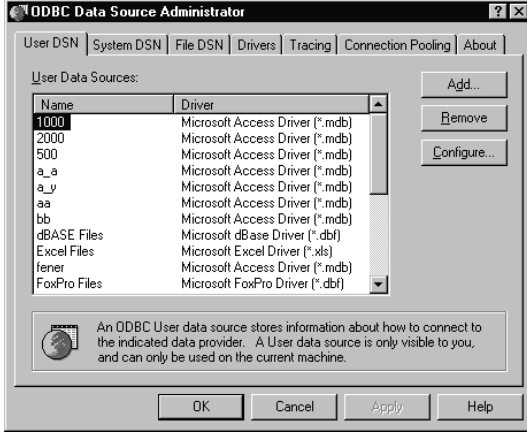 ODBC Data Source Administrator
User DSN System DSN File DSN Drivers Tracing Connection Pooling About
User Data Sources:
Add...
Name Driver
1000 Microsoft Access Driver (*.mdb)
Remove
2000 Microsoft Access Driver (*.mdb)
500 Microsoft Access Driver (*.mdb)
Configure...
a_a Microsoft Access Driver (*.mdb)
a_y Microsoft Access Driver (*.mdb)
aa Microsoft Access Driver (*.mdb)
bb Microsoft Access Driver (*.mdb)
dBASE Files Microsoft dBase Driver (*.dbf)
Excel Files Microsoft Excel Driver (*.xls)
fener Microsoft Access Driver (*.mdb)
FoxPro Files Microsoft FoxPro Driver (*.dbf)
An ODBC User data source stores information about how to connect to
the indicated data provider. A User data source is only visible to you,
and can only be used on the current machine.
OK Cancel Apply Help